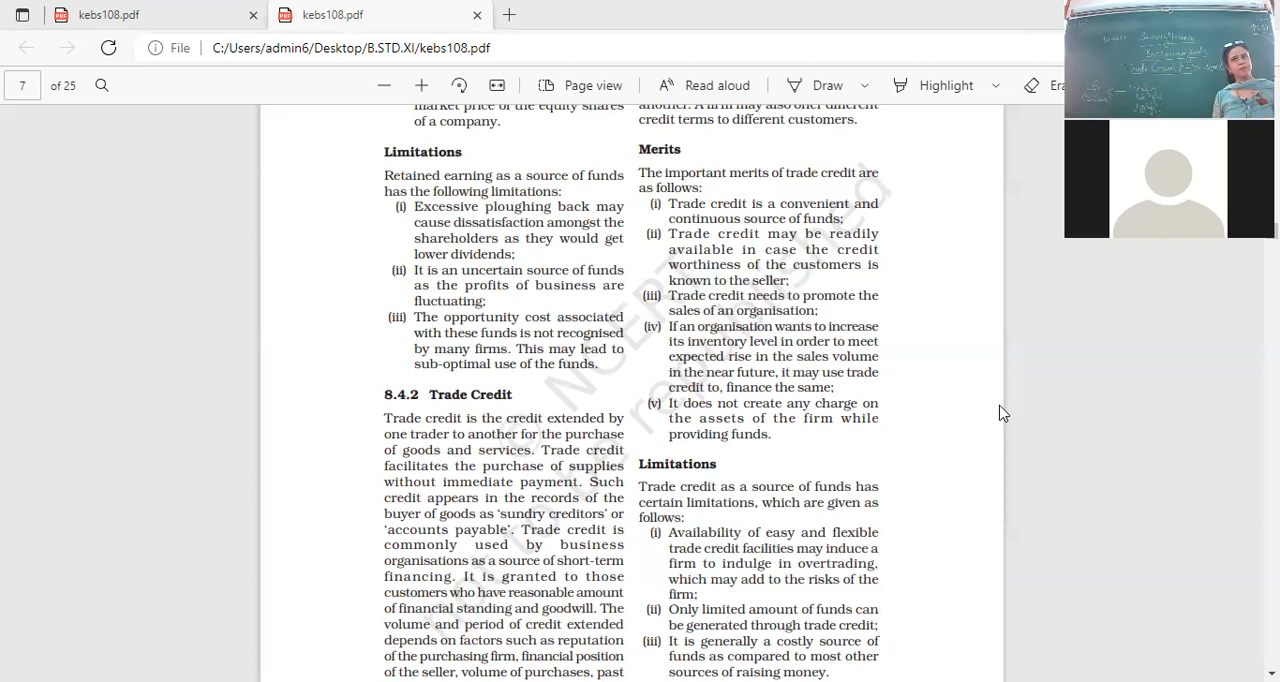 kebs108.pdf
kebs108.pdf
File
C:/Users/admin6/Desktop/B.STD.XI/kebs108.pdf
7
of 25
Page view
Read aloud
Draw
Highlight
market price of the equity shares
of a company.
Limitations
Retained earning as a source of funds
has the following limitations:
(i) Excessive ploughing back may
cause dissatisfaction amongst the
shareholders as they would get
lower dividends;
(ii) It is an uncertain source of funds
as the profits of business are
fluctuating;
(iii) The opportunity cost associated
with these funds is not recognised
by many firms. This may lead to
sub-optimal use of the funds.
8.4.2 Trade Credit
Trade credit is the credit extended by
one trader to another for the purchase
of goods and services. Trade credit
facilitates the purchase of supplies
without immediate payment. Such
credit appears in the records of the
buyer of goods as ‘sundry creditors’ or
‘accounts payable’. Trade credit is
commonly used by business
organisations as a source of short-term
financing. It is granted to those
customers who have reasonable amount
of financial standing and goodwill. The
volume and period of credit extended
depends on factors such as reputation
of the purchasing firm, financial position
of the seller, volume of purchases, past
another. A firm may also offer different
credit terms to different customers.
Merits
The important merits of trade credit are
as follows:
(i) Trade credit is a convenient and
continuous source of funds;
(ii) Trade credit may be readily
available in case the credit
worthiness of the customers is
known to the seller;
(iii) Trade credit needs to promote the
sales of an organisation;
(iv) If an organisation wants to increase
its inventory level in order to meet
expected rise in the sales volume
in the near future, it may use trade
credit to, finance the same;
(v) It does not create any charge on
the assets of the firm while
providing funds.
Limitations
Trade credit as a source of funds has
certain limitations, which are given as
follows:
(i) Availability of easy and flexible
trade credit facilities may induce a
firm to indulge in overtrading,
which may add to the risks of the
firm;
(ii) Only limited amount of funds can
be generated through trade credit;
(iii) It is generally a costly source of
funds as compared to most other
sources of raising money.
© NCERT
not to be republished